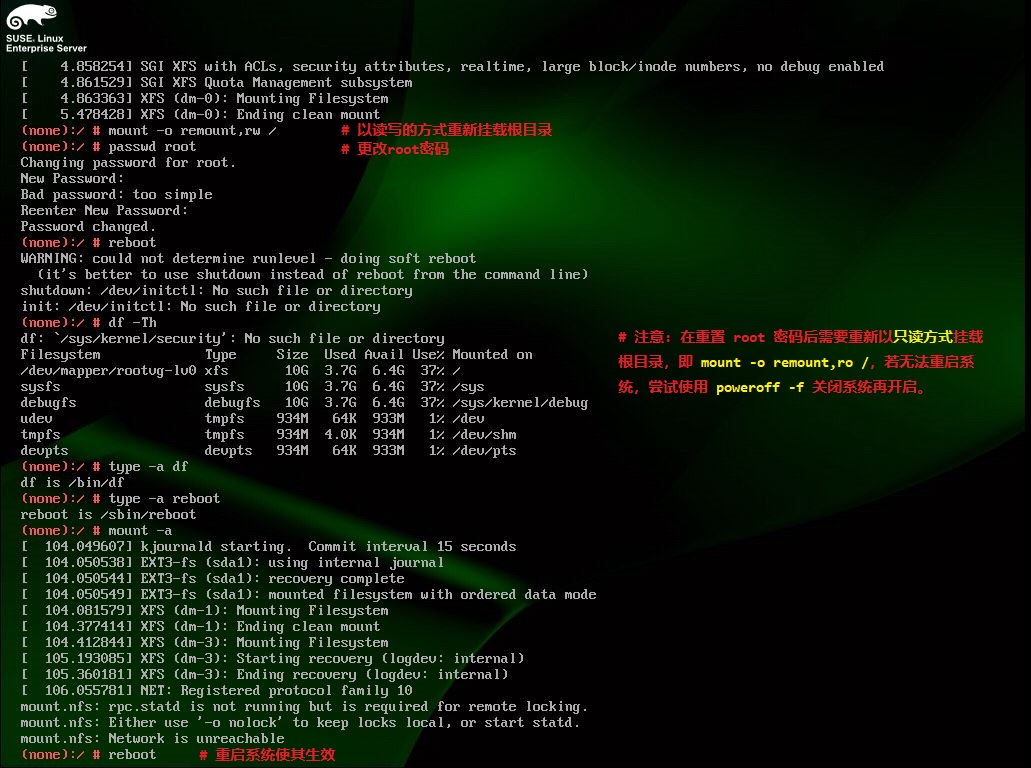 SUSE. Linux
Enterprise Server
[    4.858254] SGI XFS with ACLs, security attributes, realtime, large block/inode numbers, no debug enabled
[    4.861529] SGI XFS Quota Management subsystem
[    4.863363] XFS (dm-0): Mounting Filesystem
[    5.478428] XFS (dm-0): Ending clean mount
(none):/ # mount -o remount,rw /        # 以读写的方式重新挂载根目录
(none):/ # passwd root                  # 更改root密码
Changing password for root.
New Password:
Bad password: too simple
Reenter New Password:
Password changed.
(none):/ # reboot
WARNING: could not determine runlevel - doing soft reboot
  (it's better to use shutdown instead of reboot from the command line)
shutdown: /dev/initctl: No such file or directory
init: /dev/initctl: No such file or directory
(none):/ # df -Th
df: `/sys/kernel/security': No such file or directory
Filesystem             Type      Size  Used Avail Use% Mounted on
/dev/mapper/rootvg-lv0 xfs        10G  3.7G  6.4G  37% /
sysfs                  sysfs      10G  3.7G  6.4G  37% /sys
debugfs                debugfs    10G  3.7G  6.4G  37% /sys/kernel/debug
udev                   tmpfs     934M   64K  933M   1% /dev
tmpfs                  tmpfs     934M  4.0K  934M   1% /dev/shm
devpts                 devpts    934M   64K  933M   1% /dev/pts
# 注意：在重置 root 密码后需要重新以只读方式挂载
根目录，即 mount -o remount,ro /，若无法重启系
统，尝试使用 poweroff -f 关闭系统再开启。
(none):/ # type -a df
df is /bin/df
(none):/ # type -a reboot
reboot is /sbin/reboot
(none):/ # mount -a
[  104.049607] kjournald starting.  Commit interval 15 seconds
[  104.050538] EXT3-fs (sda1): using internal journal
[  104.050544] EXT3-fs (sda1): recovery complete
[  104.050549] EXT3-fs (sda1): mounted filesystem with ordered data mode
[  104.081579] XFS (dm-1): Mounting Filesystem
[  104.377414] XFS (dm-1): Ending clean mount
[  104.412844] XFS (dm-3): Mounting Filesystem
[  105.193085] XFS (dm-3): Starting recovery (logdev: internal)
[  105.360181] XFS (dm-3): Ending recovery (logdev: internal)
[  106.055781] NET: Registered protocol family 10
mount.nfs: rpc.statd is not running but is required for remote locking.
mount.nfs: Either use '-o nolock' to keep locks local, or start statd.
mount.nfs: Network is unreachable
(none):/ # reboot     # 重启系统使其生效